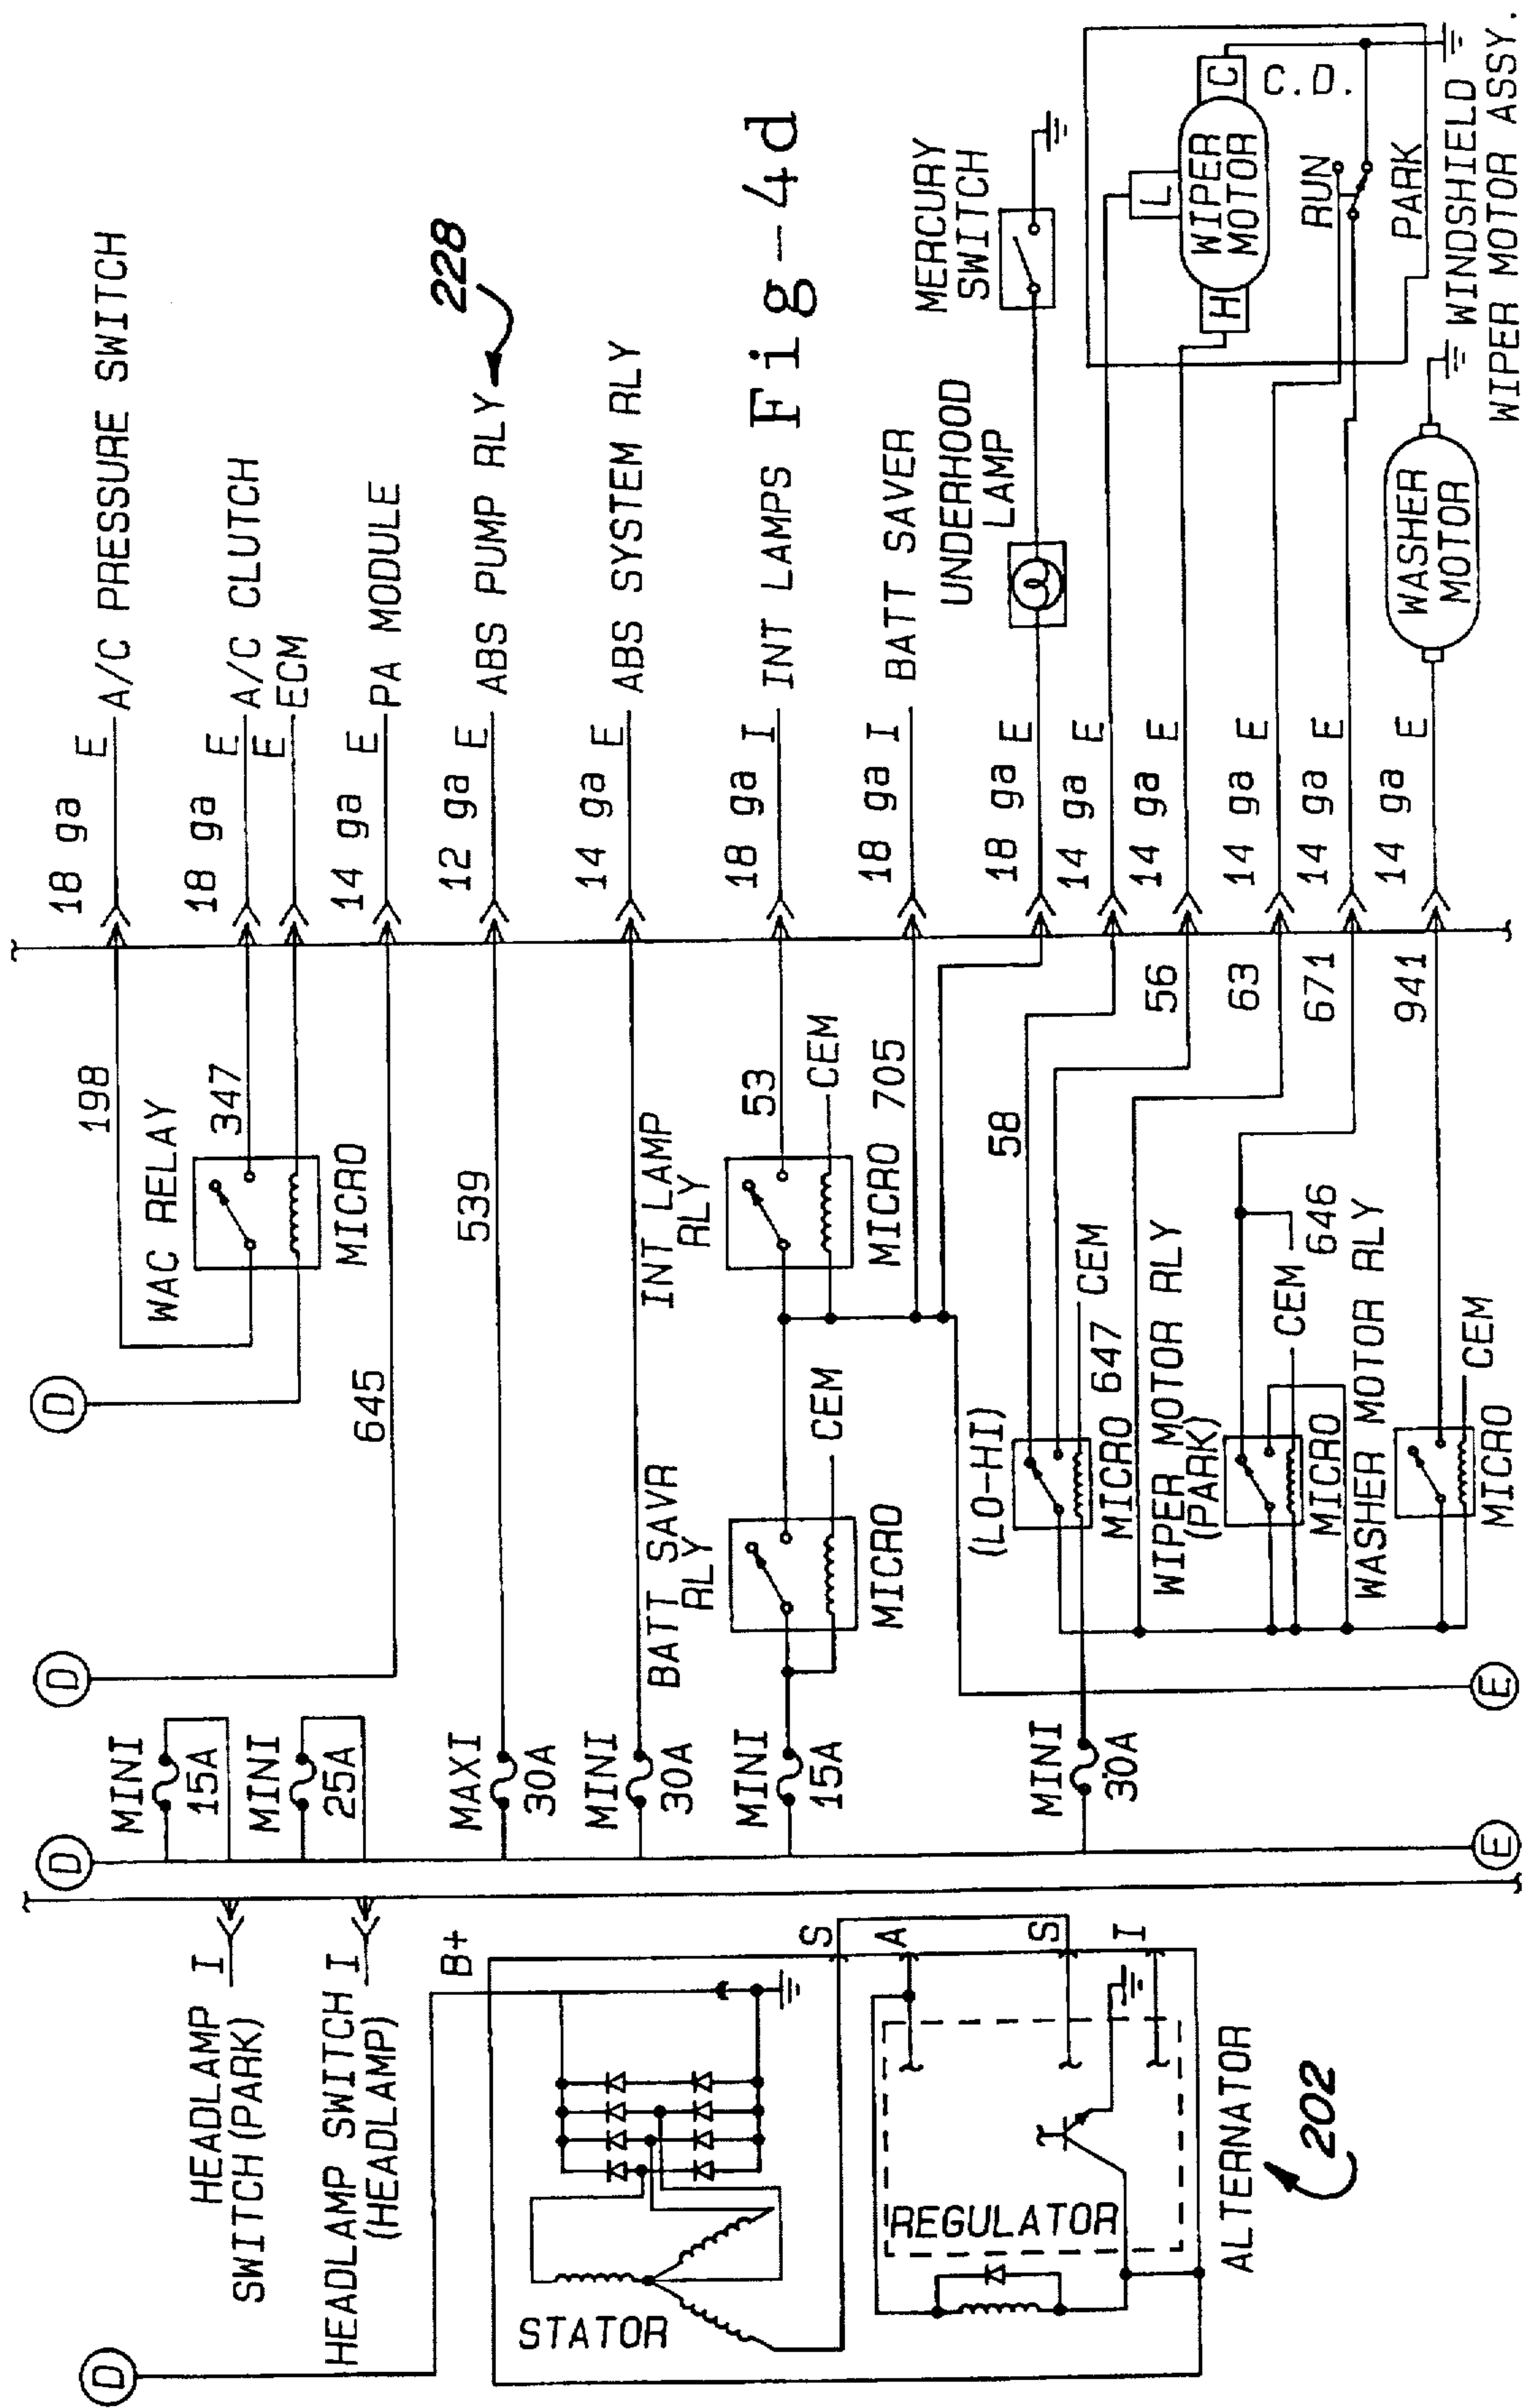 D
HEADLAMP I
SWITCH(PARK)
HEADLAMP SWITCH I
(HEADLAMP)
B+
STATOR
S
A
S
I
REGULATOR
ALTERNATOR
202
D
MINI
15A
MINI
25A
MAXI
30A
MINI
30A
MINI
15A
MINI
30A
E
D
645
BATT SAVR
RLY
CEM
MICRO
E
D
198
WAC RELAY
347
MICRO
539
INT LAMP
RLY
53
CEM
MICRO 705
(LO-HI)
58
MICRO 647 CEM
56
WIPER MOTOR RLY
(PARK)
63
CEM
646
MICRO
671
WASHER MOTOR RLY
941
CEM
MICRO
18 ga E A/C PRESSURE SWITCH
18 ga E A/C CLUTCH
E ECM
14 ga E PA MODULE
12 ga E ABS PUMP RLY
228
14 ga E ABS SYSTEM RLY
18 ga I INT LAMPS
Fig-4d
18 ga I BATT SAVER
UNDERHOOD
LAMP
MERCURY
SWITCH
18 ga E
14 ga E
14 ga E
14 ga E
14 ga E
14 ga E
L
H
WIPER
MOTOR
C
C.D.
RUN
PARK
WASHER
MOTOR
WINDSHIELD
WIPER MOTOR ASSY.